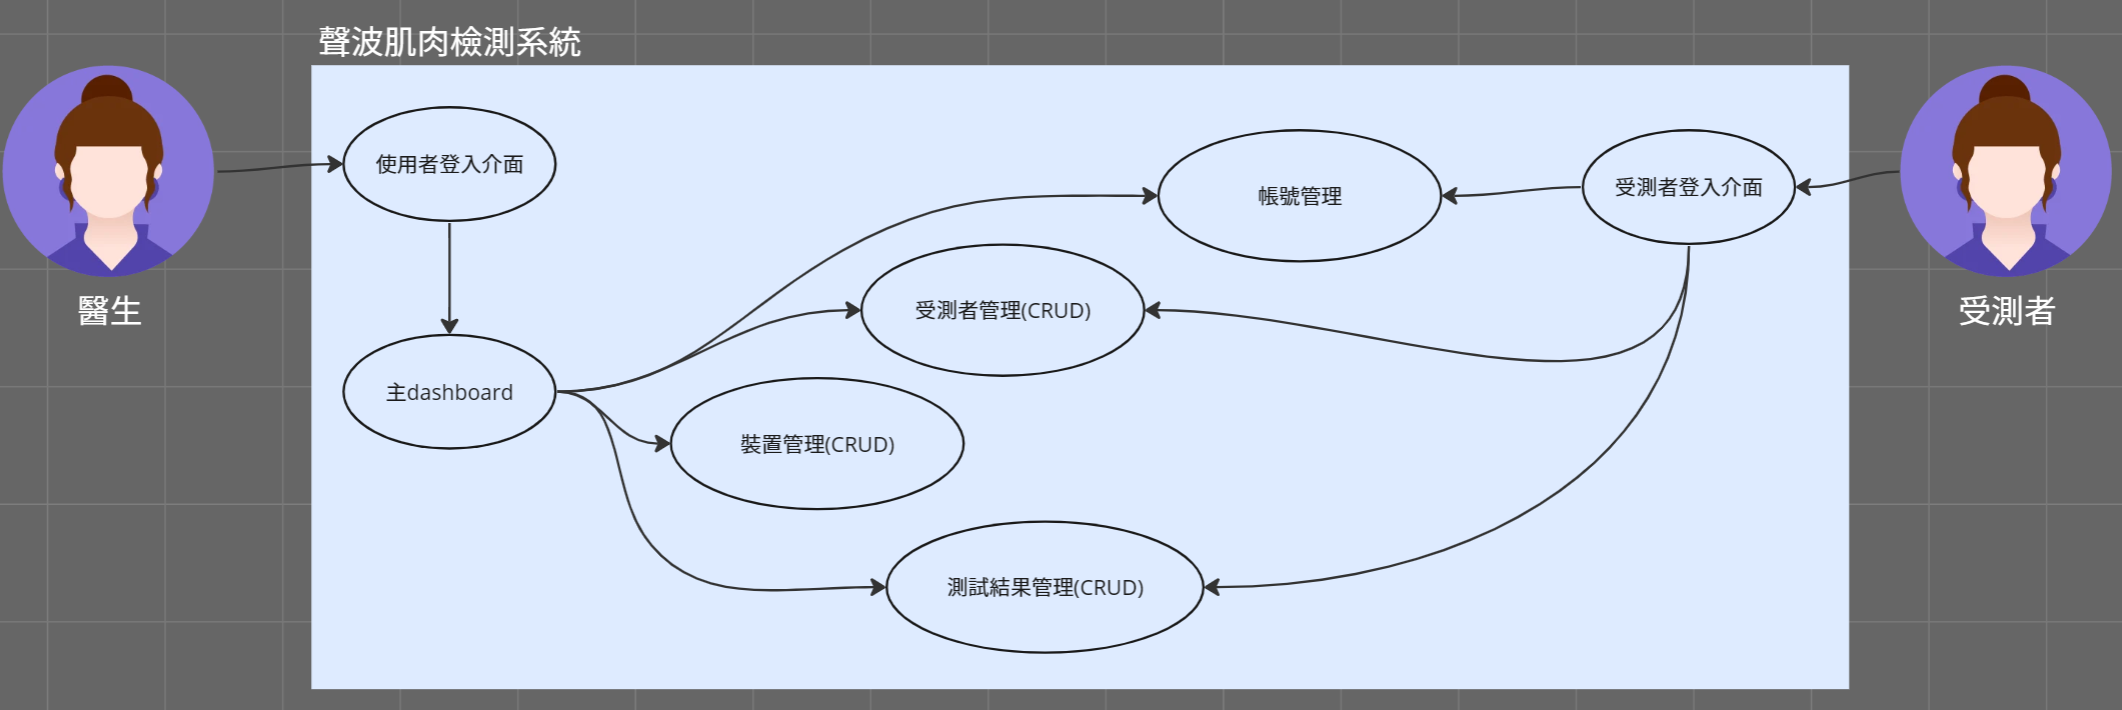 聲波肌肉檢測系統
使用者登入介面
帳號管理
受測者登入介面
醫生
受測者管理(CRUD)
受測者
主dashboard
裝置管理(CRUD)
測試結果管理(CRUD)